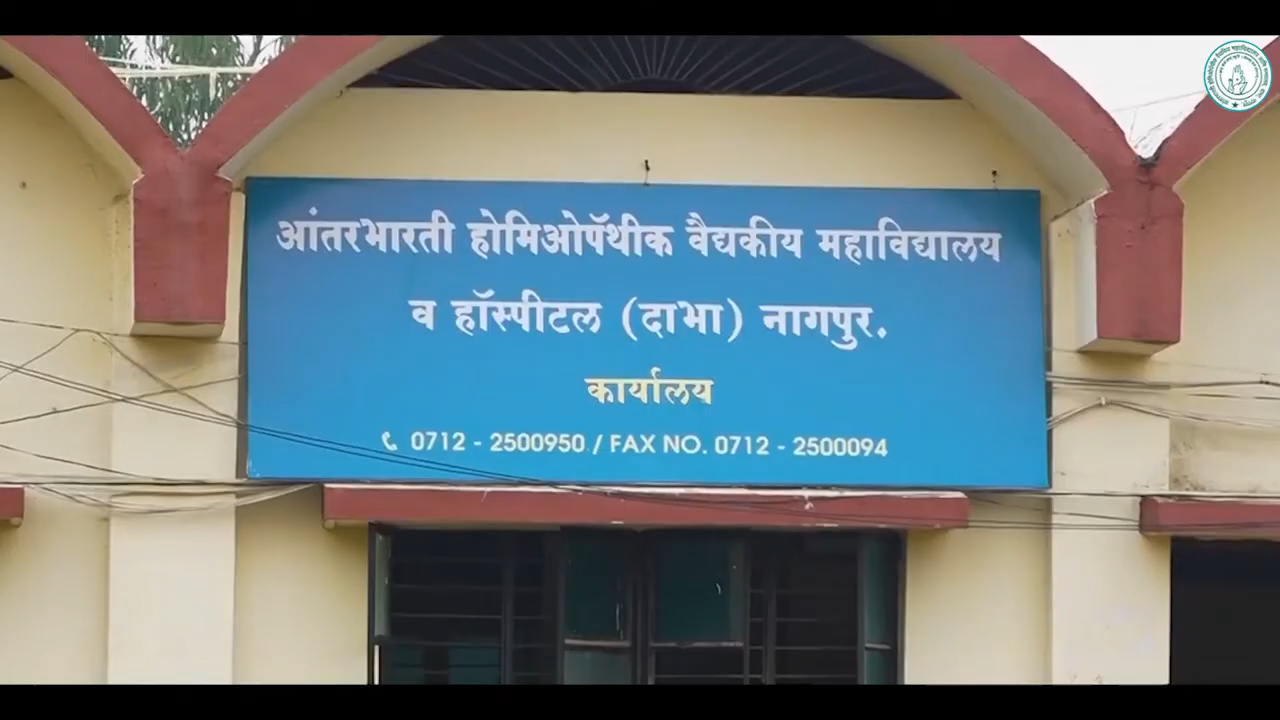 आंतरभारती होमिओपॅथीक वैद्यकीय महाविद्यालय
व हॉस्पीटल (दाभा) नागपुर.
कार्यालय
0712 - 2500950 / FAX NO. 0712 - 2500094